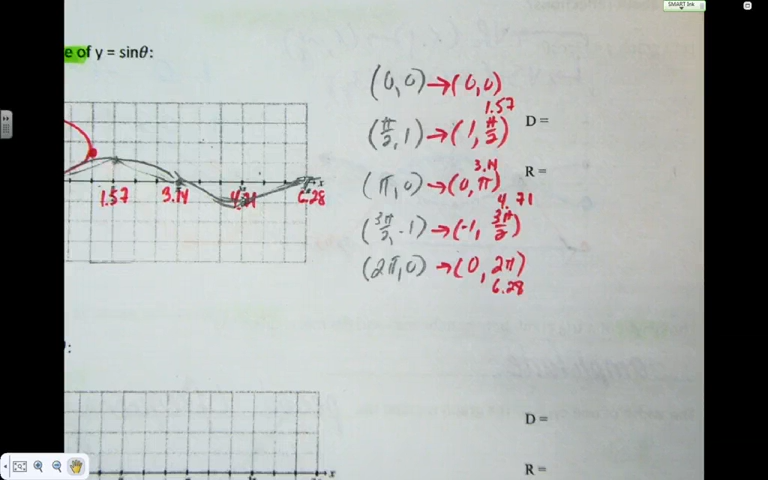 SMART Ink
e of y = sinθ:
(0,0)→(0,0)
1.57
(π/2, 1)→(1, π/2)
D =
3.14
(π,0)→(0,π)
R =
4.71
(3π/2, -1)→(-1, 3π/2)
(2π,0)→(0, 2π)
6.28
x
1.57 3.14 4.71 6.28
:
amplitude
D =
x
R =